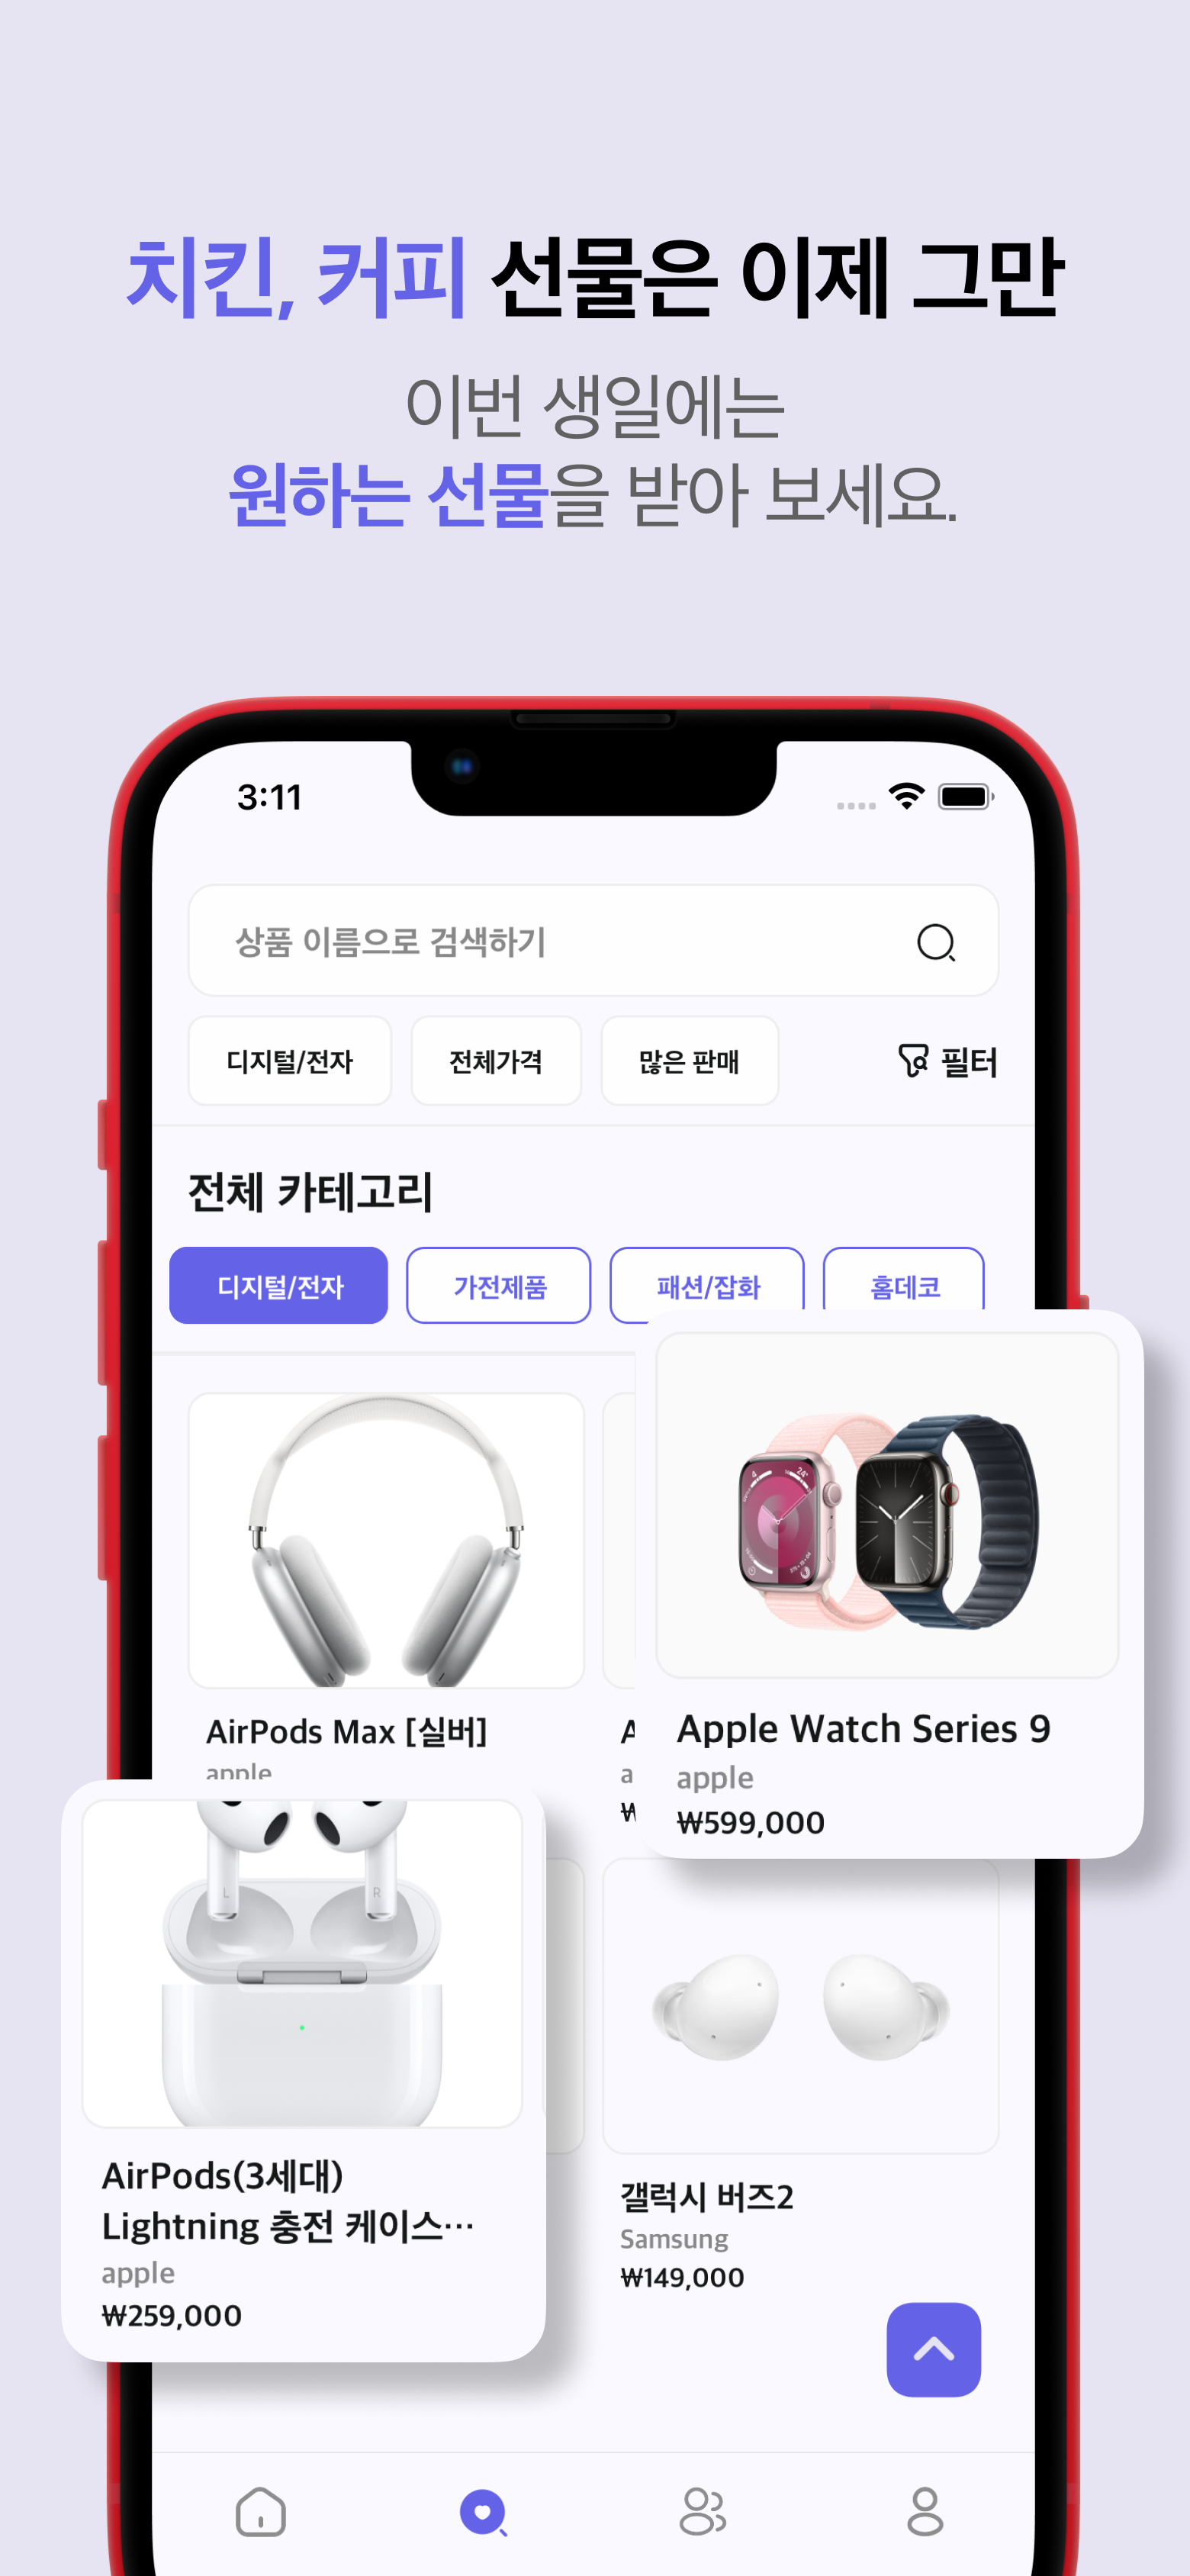 치킨, 커피 선물은 이제 그만
이번 생일에는
원하는 선물을 받아 보세요.
3:11
상품 이름으로 검색하기
디지털/전자 전체가격 많은 판매 필터
전체 카테고리
디지털/전자 가전제품 패션/잡화 홈데코
AirPods Max [실버]
apple
Apple Watch Series 9
apple
₩599,000
L R
AirPods(3세대)
Lightning 충전 케이스…
apple
₩259,000
갤럭시 버즈2
Samsung
₩149,000